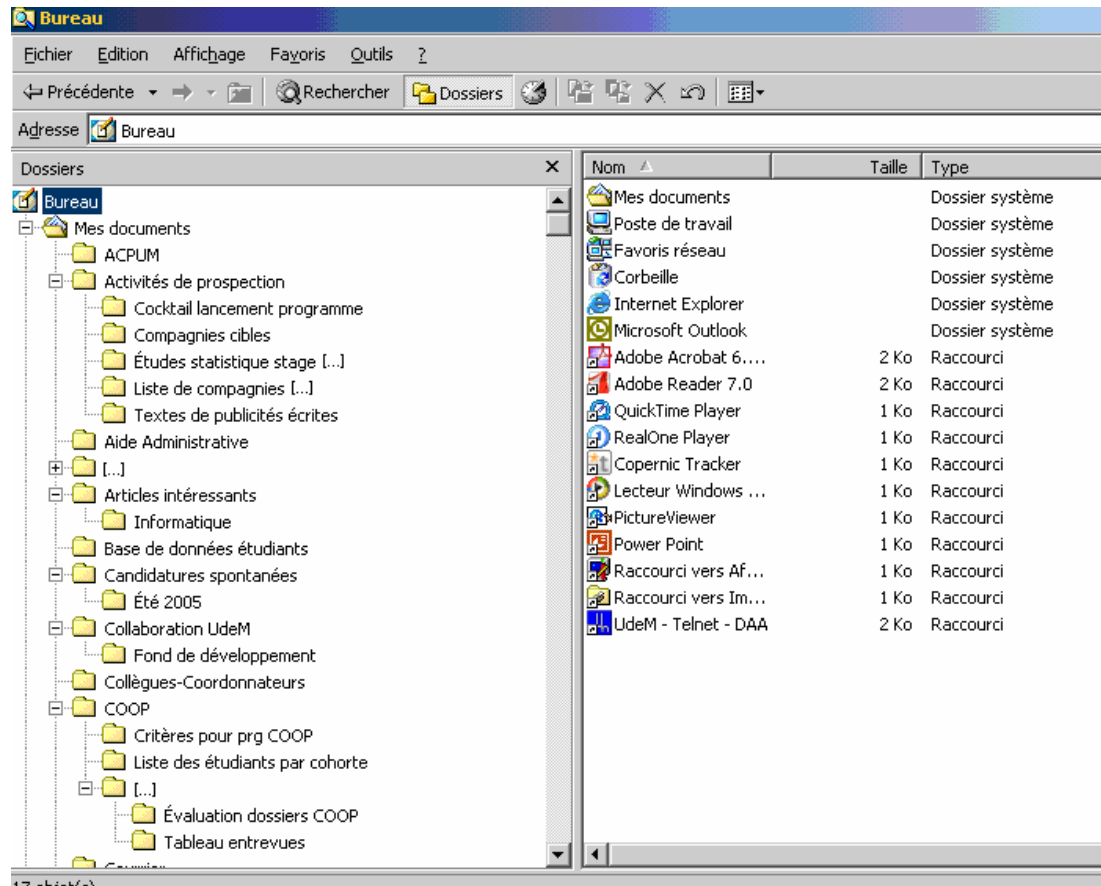 Bureau
Fichier Edition Affichage Favoris Outils ?
Précédente Rechercher Dossiers
Adresse Bureau
Dossiers
Bureau
Mes documents
ACPUM
Activités de prospection
Cocktail lancement programme
Compagnies cibles
Études statistique stage [...]
Liste de compagnies [...]
Textes de publicités écrites
Aide Administrative
[...]
Articles intéressants
Informatique
Base de données étudiants
Candidatures spontanées
Été 2005
Collaboration UdeM
Fond de développement
Collègues-Coordonnateurs
COOP
Critères pour prg COOP
Liste des étudiants par cohorte
[...]
Évaluation dossiers COOP
Tableau entrevues
Nom Taille Type
Mes documents Dossier système
Poste de travail Dossier système
Favoris réseau Dossier système
Corbeille Dossier système
Internet Explorer Dossier système
Microsoft Outlook Dossier système
Adobe Acrobat 6.... 2 Ko Raccourci
Adobe Reader 7.0 2 Ko Raccourci
QuickTime Player 1 Ko Raccourci
RealOne Player 1 Ko Raccourci
Copernic Tracker 1 Ko Raccourci
Lecteur Windows ... 1 Ko Raccourci
PictureViewer 1 Ko Raccourci
Power Point 1 Ko Raccourci
Raccourci vers Af... 1 Ko Raccourci
Raccourci vers Im... 1 Ko Raccourci
UdeM - Telnet - DAA 2 Ko Raccourci
17 objet(s)